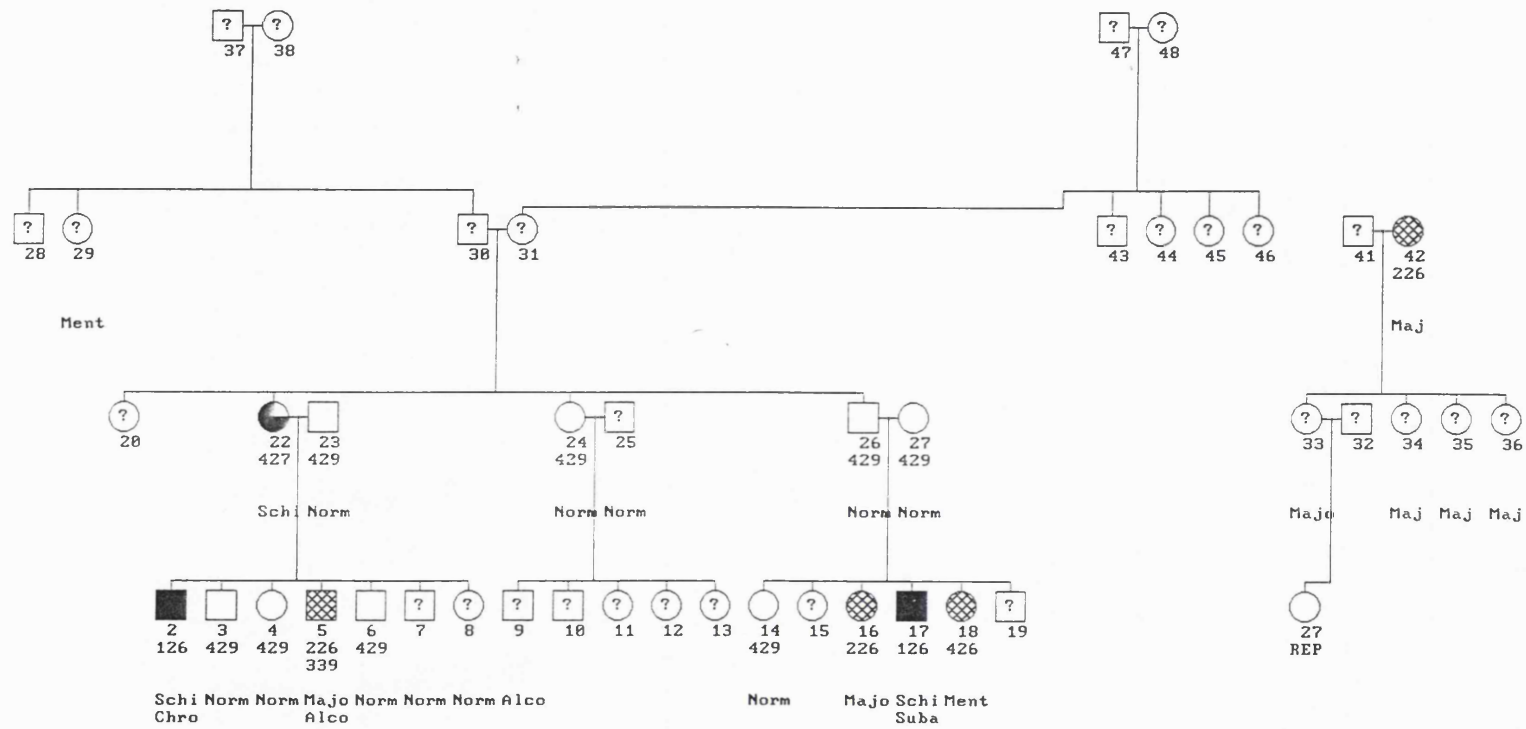 ? ? ? ?
37 38 47 48
? ? ? ? ? ? ? ? ?
28 29 30 31 43 44 45 46 41 42
226
Ment Maj
? ? ? ? ? ? ?
20 22 23 24 25 26 27 33 32 34 35 36
427 429 429 429 429
Schi Norm Norm Norm Norm Norm Majo Maj Maj Maj
? ? ? ? ? ? ? ? ?
2 3 4 5 6 7 8 9 10 11 12 13 14 15 16 17 18 19 27
126 429 429 226 429 429 226 126 426 REP
339
Schi Norm Norm Majo Norm Norm Norm Alco Norm Majo Schi Ment
Chro Alco Suba